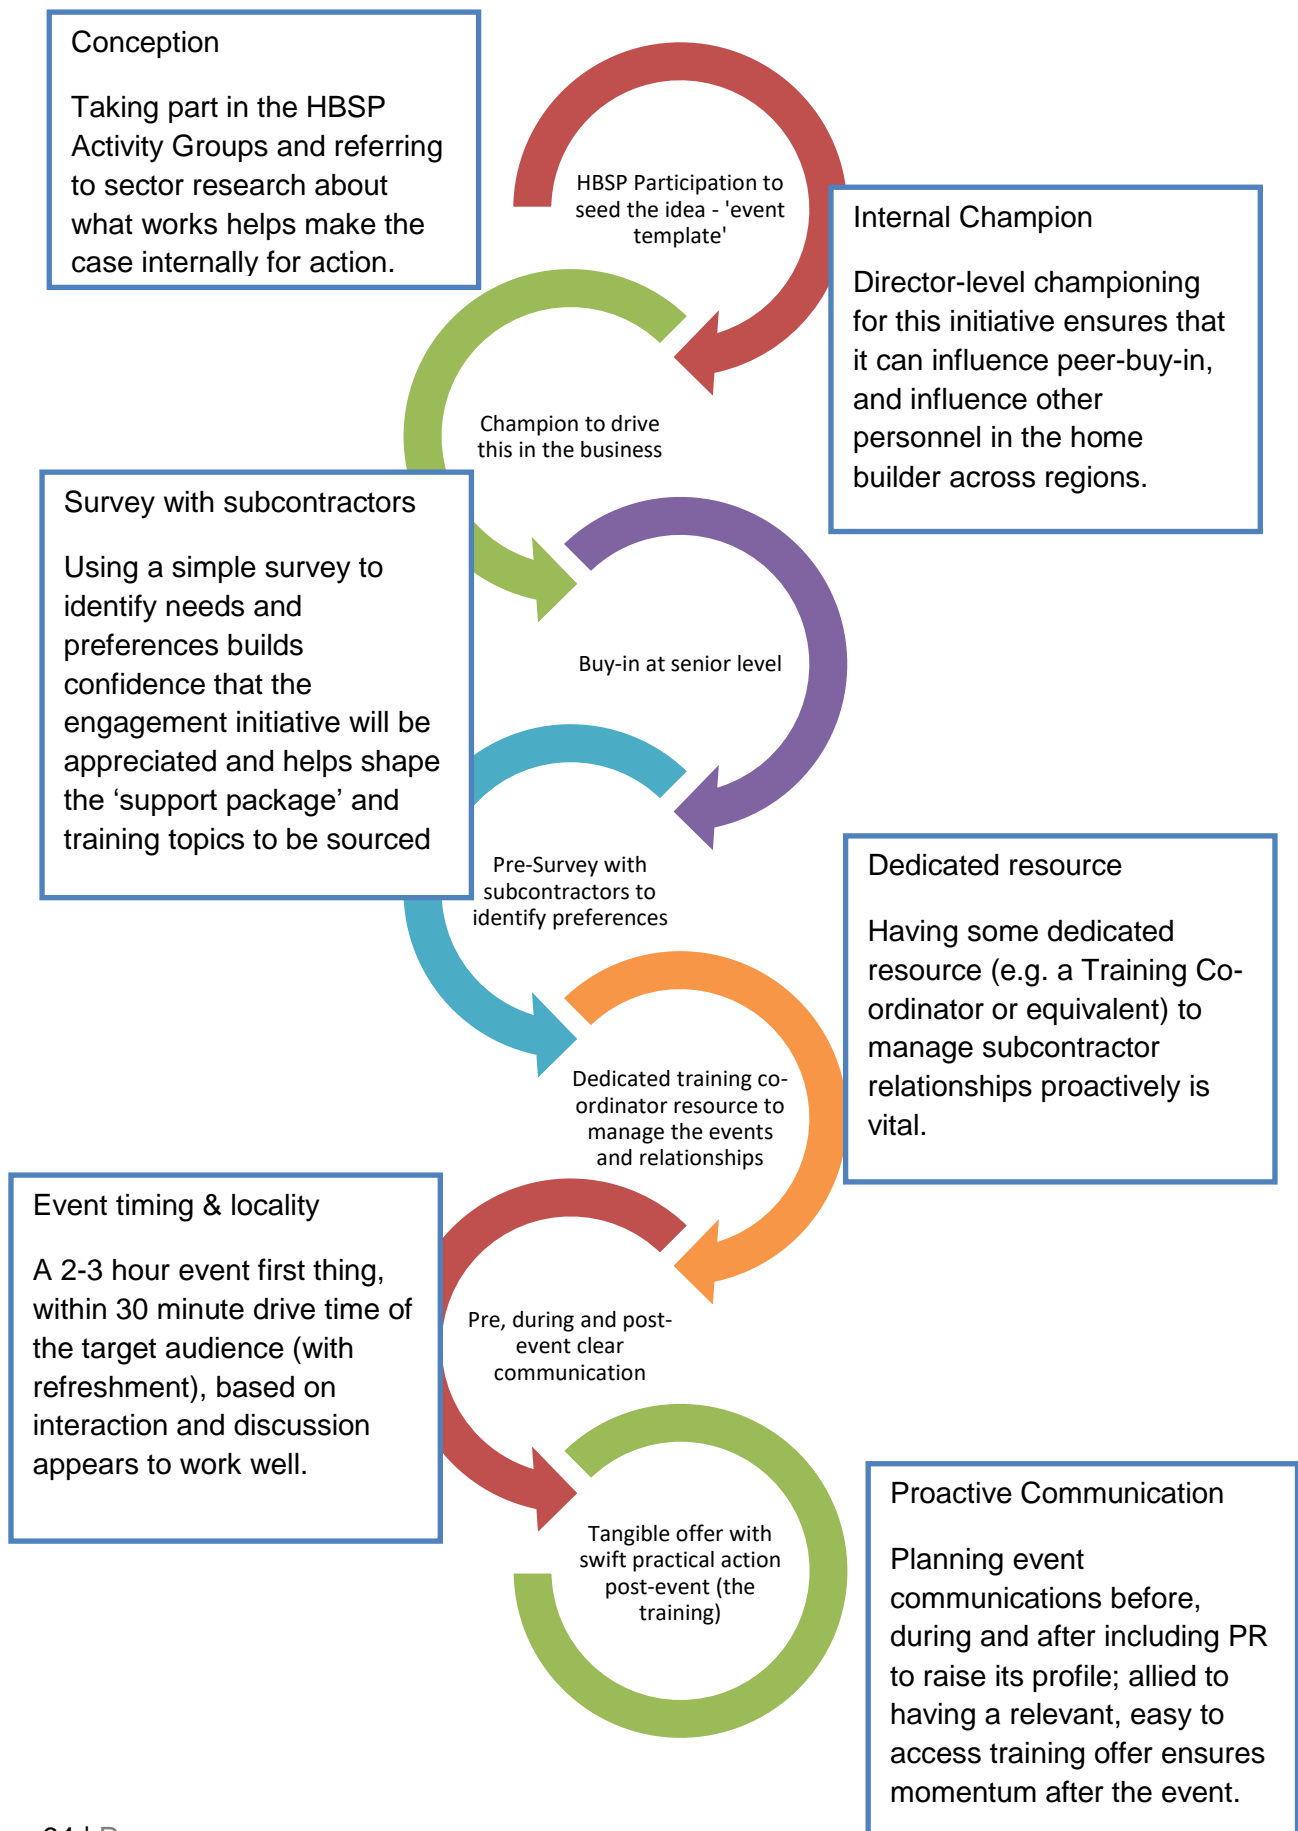 Conception
Taking part in the HBSP
Activity Groups and referring
to sector research about
what works helps make the
case internally for action.
HBSP Participation to
seed the idea - 'event
template'
Internal Champion
Director-level championing
for this initiative ensures that
it can influence peer-buy-in,
and influence other
personnel in the home
builder across regions.
Champion to drive
this in the business
Survey with subcontractors
Using a simple survey to
identify needs and
preferences builds
confidence that the
engagement initiative will be
appreciated and helps shape
the ‘support package’ and
training topics to be sourced
Buy-in at senior level
Pre-Survey with
subcontractors to
identify preferences
Dedicated resource
Having some dedicated
resource (e.g. a Training Co-
ordinator or equivalent) to
manage subcontractor
relationships proactively is
vital.
Dedicated training co-
ordinator resource to
manage the events
and relationships
Event timing & locality
A 2-3 hour event first thing,
within 30 minute drive time of
the target audience (with
refreshment), based on
interaction and discussion
appears to work well.
Pre, during and post-
event clear
communication
Tangible offer with
swift practical action
post-event (the
training)
Proactive Communication
Planning event
communications before,
during and after including PR
to raise its profile; allied to
having a relevant, easy to
access training offer ensures
momentum after the event.